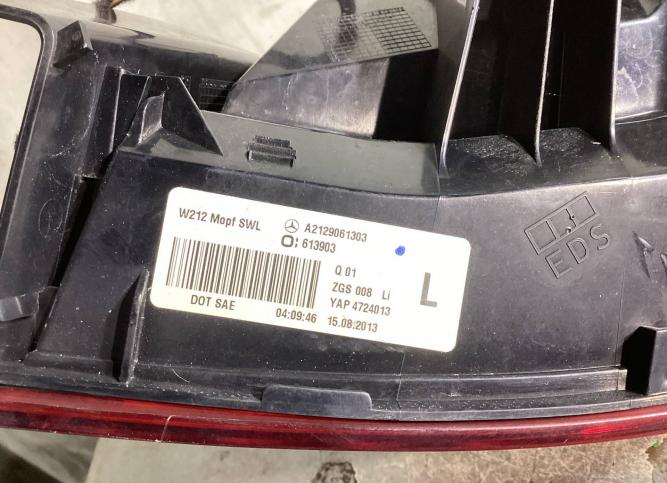 W212 Mopf SWL
A2129061303
613903
Q 01
ZGS 008 Li
L
YAP 4724013
DOT SAE
04:09:46 15.08.2013
EDS